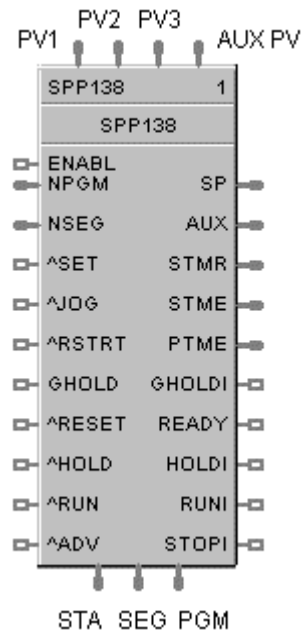 PV2 PV3
PV1 AUX PV
SPP138 1
SPP138
ENABL
NPGM SP
NSEG AUX
^SET STMR
^JOG STME
^RSTRT PTME
GHOLD GHOLDI
^RESET READY
^HOLD HOLDI
^RUN RUNI
^ADV STOPI
STA SEG PGM